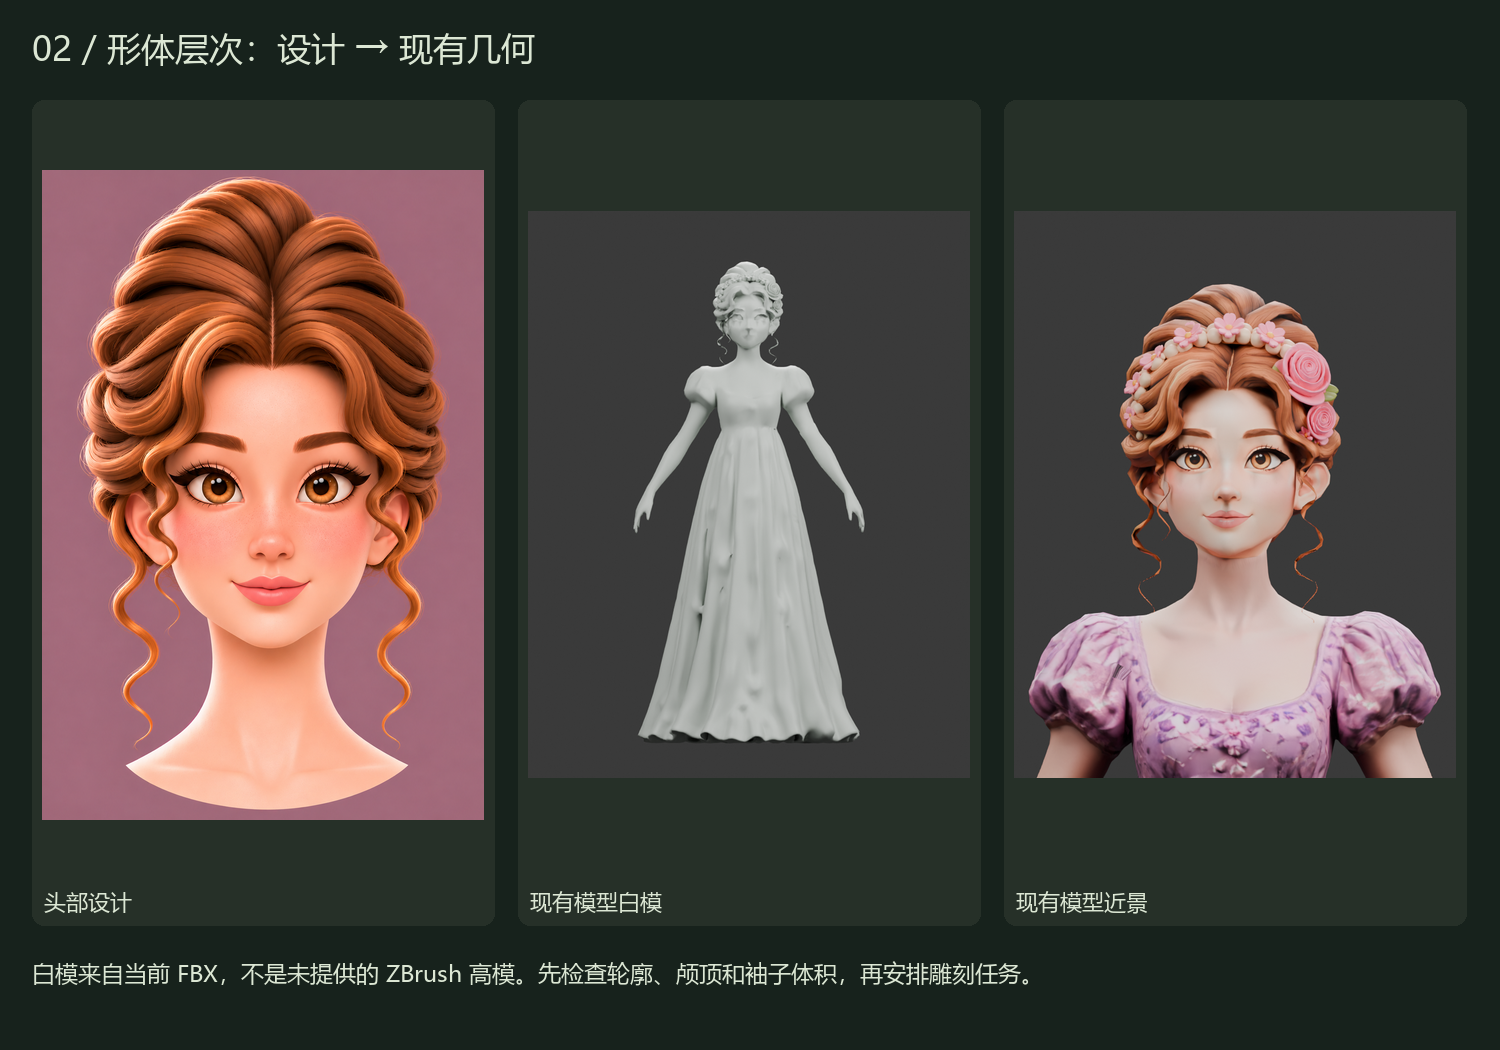 02 / 形体层次：设计 → 现有几何
头部设计
现有模型白模
现有模型近景
白模来自当前 FBX，不是未提供的 ZBrush 高模。先检查轮廓、颅顶和袖子体积，再安排雕刻任务。